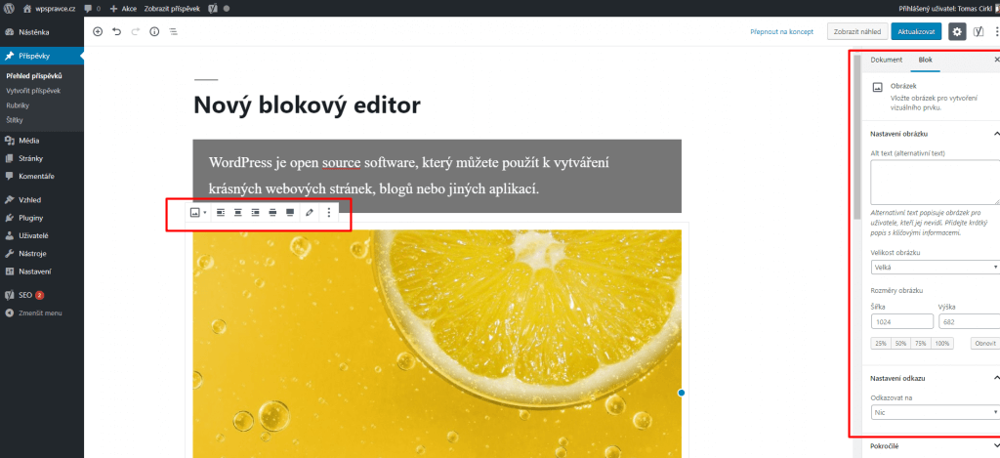 wpspravce.cz
0
Akce
Zobrazit příspěvek
Přihlášený uživatel: Tomas Cirkl
Nástěnka
Příspěvky
Přehled příspěvků
Vytvořit příspěvek
Rubriky
Štítky
Média
Stránky
Komentáře
Vzhled
Pluginy
Uživatelé
Nástroje
Nastavení
SEO 2
Zmenšit menu
Přepnout na koncept
Zobrazit náhled
Aktualizovat
Nový blokový editor
WordPress je open source software, který můžete použít k vytváření
krásných webových stránek, blogů nebo jiných aplikací.
Dokument
Blok
Obrázek
Vložte obrázek pro vytvoření
vizuálního prvku.
Nastavení obrázku
Alt text (alternativní text)
Alternativní text popisuje obrázek pro
uživatele, kteří jej nevidí. Přidejte krátký
popis s klíčovými informacemi.
Velikost obrázku
Velká
Rozměry obrázku
Šířka
Výška
1024
682
25%
50%
75%
100%
Obnovit
Nastavení odkazu
Odkazovat na
Nic
Pokročilé